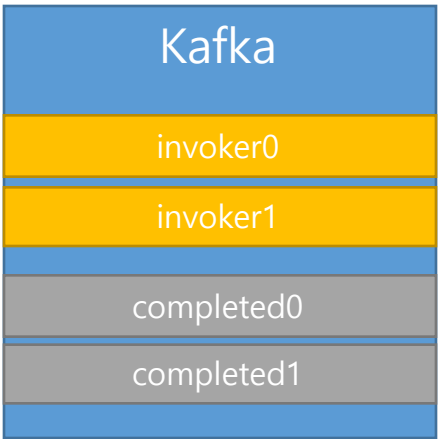 Kafka
invoker0
invoker1
completed0
completed1